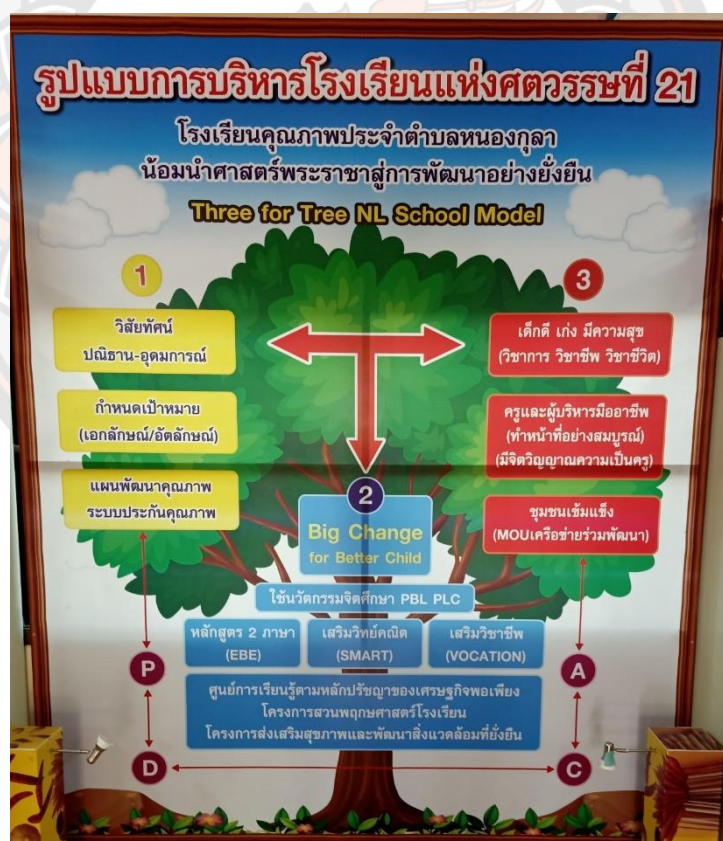 รูปแบบการบริหารโรงเรียนแห่งศตวรรษที่ 21
โรงเรียนคุณภาพประจำตำบลหนองกุลา
น้อมนำศาสตร์พระราชาสู่การพัฒนาอย่างยั่งยืน
Three for Tree NL School Model
1
วิสัยทัศน์
ปณิธาน-อุดมการณ์
กำหนดเป้าหมาย
(เอกลักษณ์/อัตลักษณ์)
แผนพัฒนาคุณภาพ
ระบบประกันคุณภาพ
3
เด็กดี เก่ง มีความสุข
(วิชาการ วิชาชีพ วิชาชีวิต)
ครูและผู้บริหารมืออาชีพ
(ทำหน้าที่อย่างสมบูรณ์)
(มีจิตวิญญาณความเป็นครู)
ชุมชนเข้มแข็ง
(MOUเครือข่ายร่วมพัฒนา)
2
Big Change
for Better Child
ใช้นวัตกรรมจิตศึกษา PBL PLC
หลักสูตร 2 ภาษา
(EBE)
เสริมวิทย์คณิต
(SMART)
เสริมวิชาชีพ
(VOCATION)
ศูนย์การเรียนรู้ตามหลักปรัชญาของเศรษฐกิจพอเพียง
โครงการสวนพฤกษศาสตร์โรงเรียน
โครงการส่งเสริมสุขภาพและพัฒนาสิ่งแวดล้อมที่ยั่งยืน
P
A
D
C